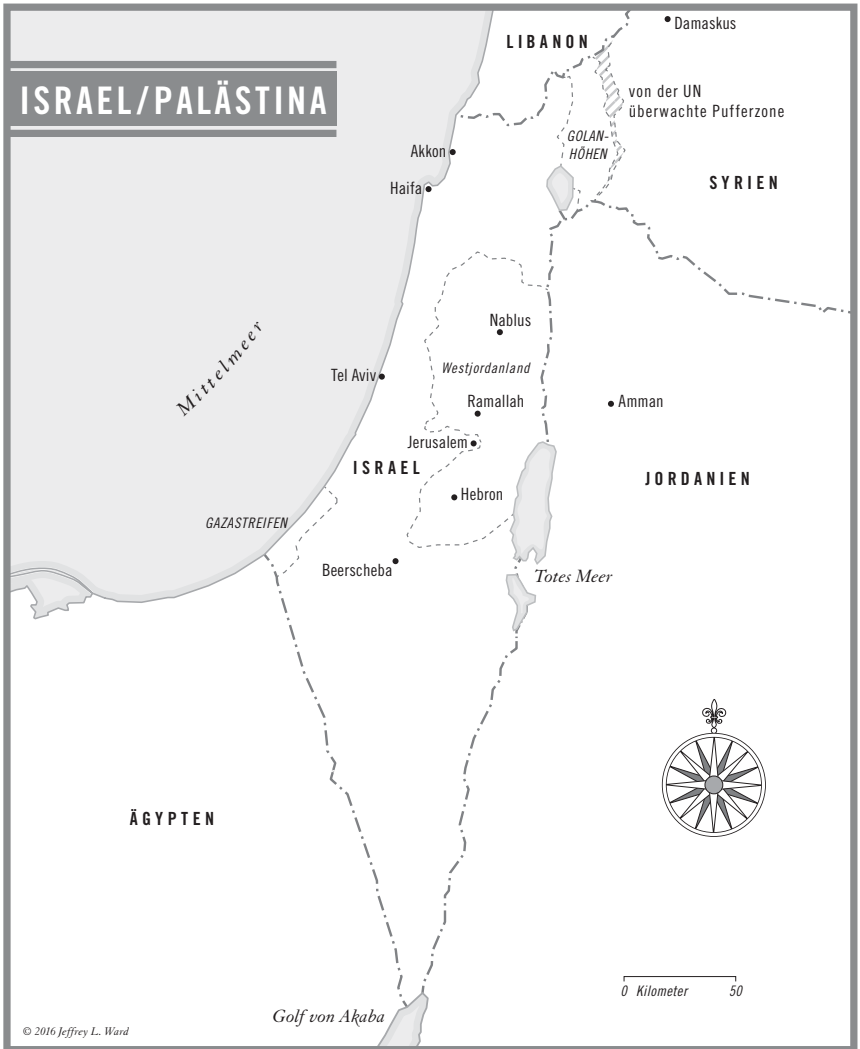 Damaskus
LIBANON
ISRAEL/PALÄSTINA
von der UN
überwachte Pufferzone
GOLAN-
HÖHEN
Akkon
SYRIEN
Haifa
Nablus
Mittelmeer
Westjordanland
Tel Aviv
Ramallah
Amman
Jerusalem
ISRAEL
JORDANIEN
Hebron
GAZASTREIFEN
Beerscheba
Totes Meer
ÄGYPTEN
0 Kilometer 50
Golf von Akaba
© 2016 Jeffrey L. Ward